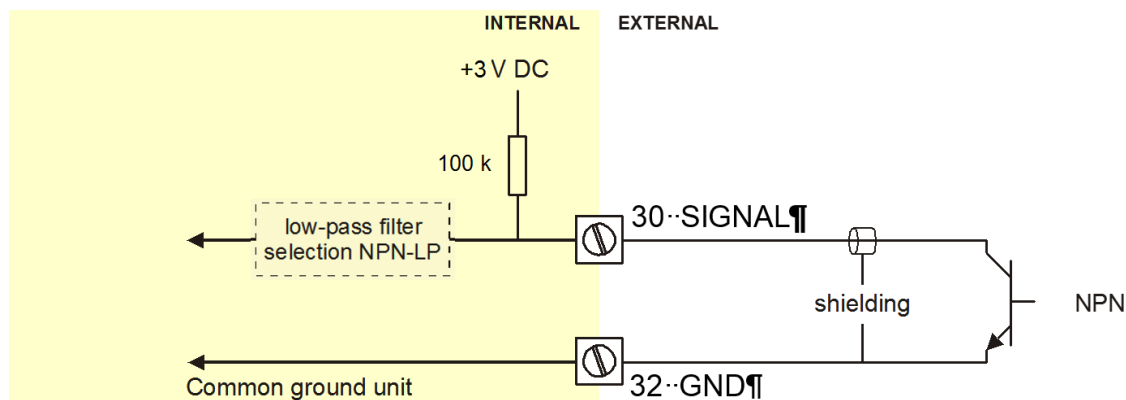 INTERNAL EXTERNAL
+3 V DC
100 k
low-pass filter
selection NPN-LP
30··SIGNAL¶
shielding
NPN
Common ground unit
32··GND¶